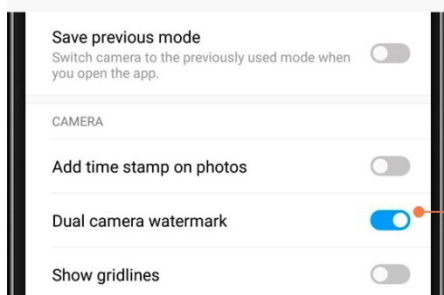 Save previous mode
Switch camera to the previously used mode when
you open the app.
CAMERA
Add time stamp on photos
Dual camera watermark
Show gridlines